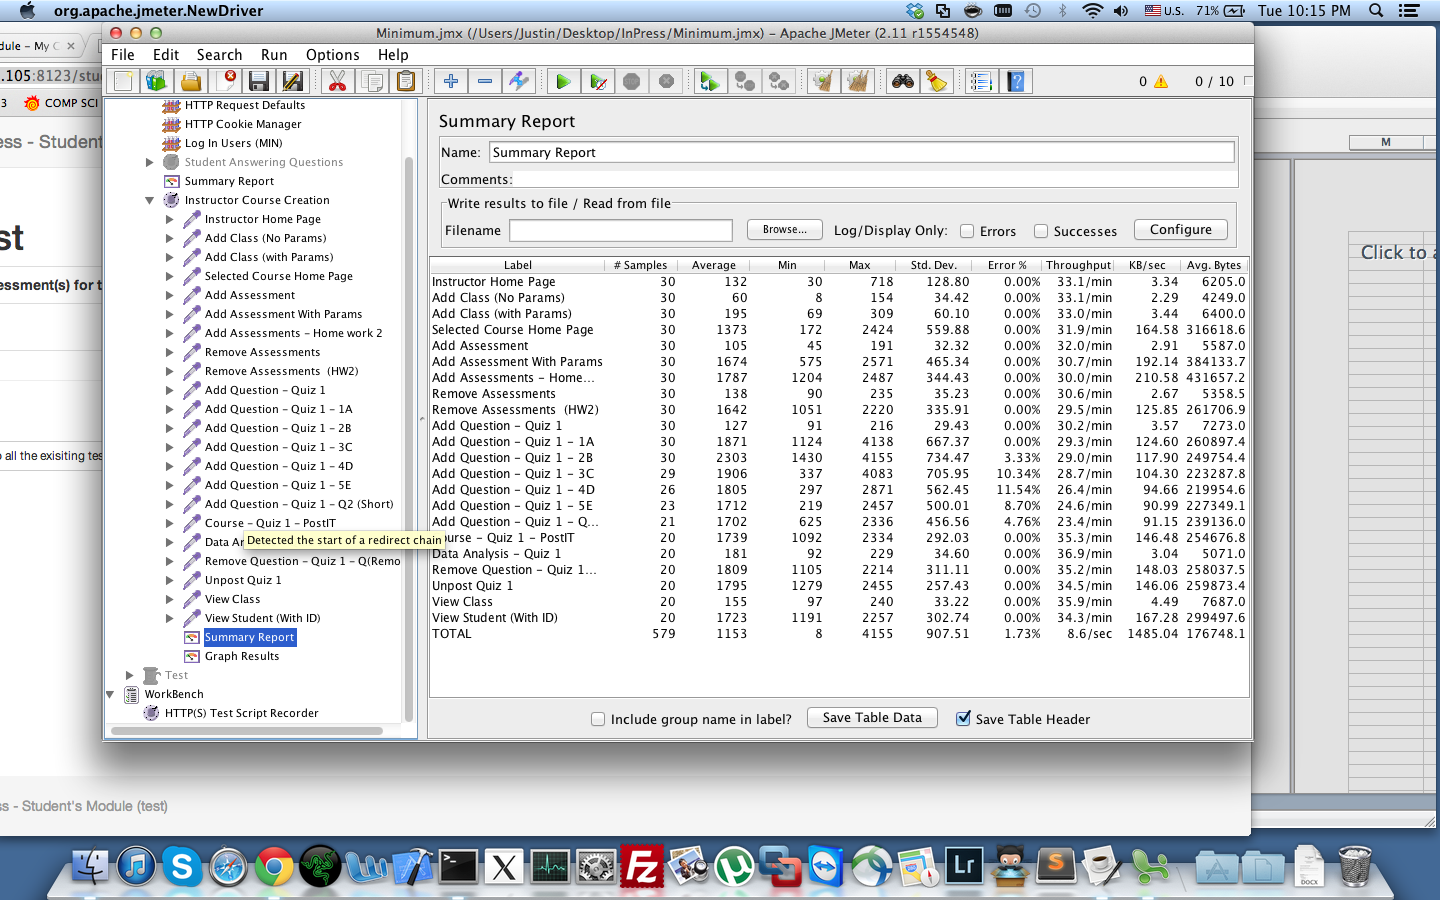 org.apache.jmeter.NewDriver
U.S. 71% Tue 10:15 PM
Minimum.jmx (/Users/Justin/Desktop/InPress/Minimum.jmx) – Apache JMeter (2.11 r1554548)
File Edit Search Run Options Help
0 0 / 10
dule – My C
.105:8123/stu
3 COMP SCI
ess - Student
st
ssessment(s) for t
o all the exisiting tes
ss - Student's Module (test)
M
Click to a
HTTP Request Defaults
HTTP Cookie Manager
Log In Users (MIN)
Student Answering Questions
Summary Report
Instructor Course Creation
Instructor Home Page
Add Class (No Params)
Add Class (with Params)
Selected Course Home Page
Add Assessment
Add Assessment With Params
Add Assessments – Home work 2
Remove Assessments
Remove Assessments (HW2)
Add Question – Quiz 1
Add Question – Quiz 1 – 1A
Add Question – Quiz 1 – 2B
Add Question – Quiz 1 – 3C
Add Question – Quiz 1 – 4D
Add Question – Quiz 1 – 5E
Add Question – Quiz 1 – Q2 (Short)
Course – Quiz 1 – PostIT
Data An
Detected the start of a redirect chain
Remove Question – Quiz 1 – Q(Remo
Unpost Quiz 1
View Class
View Student (With ID)
Summary Report
Graph Results
Test
WorkBench
HTTP(S) Test Script Recorder
Summary Report
Name: Summary Report
Comments:
Write results to file / Read from file
Filename Browse... Log/Display Only: Errors Successes Configure
Label # Samples Average Min Max Std. Dev. Error % Throughput KB/sec Avg. Bytes
Instructor Home Page 30 132 30 718 128.80 0.00% 33.1/min 3.34 6205.0
Add Class (No Params) 30 60 8 154 34.42 0.00% 33.1/min 2.29 4249.0
Add Class (with Params) 30 195 69 309 60.10 0.00% 33.0/min 3.44 6400.0
Selected Course Home Page 30 1373 172 2424 559.88 0.00% 31.9/min 164.58 316618.6
Add Assessment 30 105 45 191 32.32 0.00% 32.0/min 2.91 5587.0
Add Assessment With Params 30 1674 575 2571 465.34 0.00% 30.7/min 192.14 384133.7
Add Assessments – Home... 30 1787 1204 2487 344.43 0.00% 30.0/min 210.58 431657.2
Remove Assessments 30 138 90 235 35.23 0.00% 30.6/min 2.67 5358.5
Remove Assessments (HW2) 30 1642 1051 2220 335.91 0.00% 29.5/min 125.85 261706.9
Add Question – Quiz 1 30 127 91 216 29.43 0.00% 30.2/min 3.57 7273.0
Add Question – Quiz 1 – 1A 30 1871 1124 4138 667.37 0.00% 29.3/min 124.60 260897.4
Add Question – Quiz 1 – 2B 30 2303 1430 4155 734.47 3.33% 29.0/min 117.90 249754.4
Add Question – Quiz 1 – 3C 29 1906 337 4083 705.95 10.34% 28.7/min 104.30 223287.8
Add Question – Quiz 1 – 4D 26 1805 297 2871 562.45 11.54% 26.4/min 94.66 219954.6
Add Question – Quiz 1 – 5E 23 1712 219 2457 500.01 8.70% 24.6/min 90.99 227349.1
Add Question – Quiz 1 – Q... 21 1702 625 2336 456.56 4.76% 23.4/min 91.15 239136.0
ourse – Quiz 1 – PostIT 20 1739 1092 2334 292.03 0.00% 35.3/min 146.48 254676.8
Data Analysis – Quiz 1 20 181 92 229 34.60 0.00% 36.9/min 3.04 5071.0
Remove Question – Quiz 1... 20 1809 1105 2214 311.11 0.00% 35.2/min 148.03 258037.5
Unpost Quiz 1 20 1795 1279 2455 257.43 0.00% 34.5/min 146.06 259873.4
View Class 20 155 97 240 33.22 0.00% 35.9/min 4.49 7687.0
View Student (With ID) 20 1723 1191 2257 302.74 0.00% 34.3/min 167.28 299497.6
TOTAL 579 1153 8 4155 907.51 1.73% 8.6/sec 1485.04 176748.1
Include group name in label? Save Table Data Save Table Header
Lr
DOCX